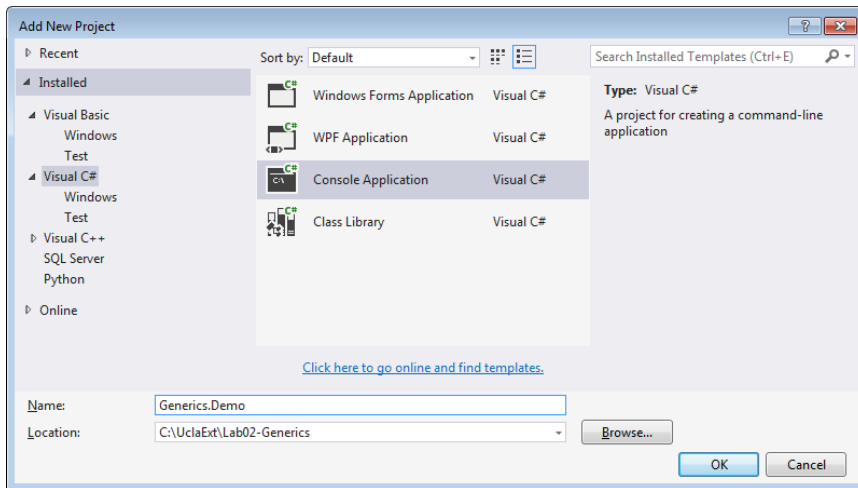 Add New Project
Recent
Installed
Visual Basic
Windows
Test
Visual C#
Windows
Test
Visual C++
SQL Server
Python
Online
Sort by: Default
Search Installed Templates (Ctrl+E)
C# Windows Forms Application Visual C#
C# WPF Application Visual C#
C# C:\ Console Application Visual C#
C# Class Library Visual C#
Type: Visual C#
A project for creating a command-line
application
Click here to go online and find templates.
Name: Generics.Demo
Location: C:\UclaExt\Lab02-Generics
Browse...
OK Cancel